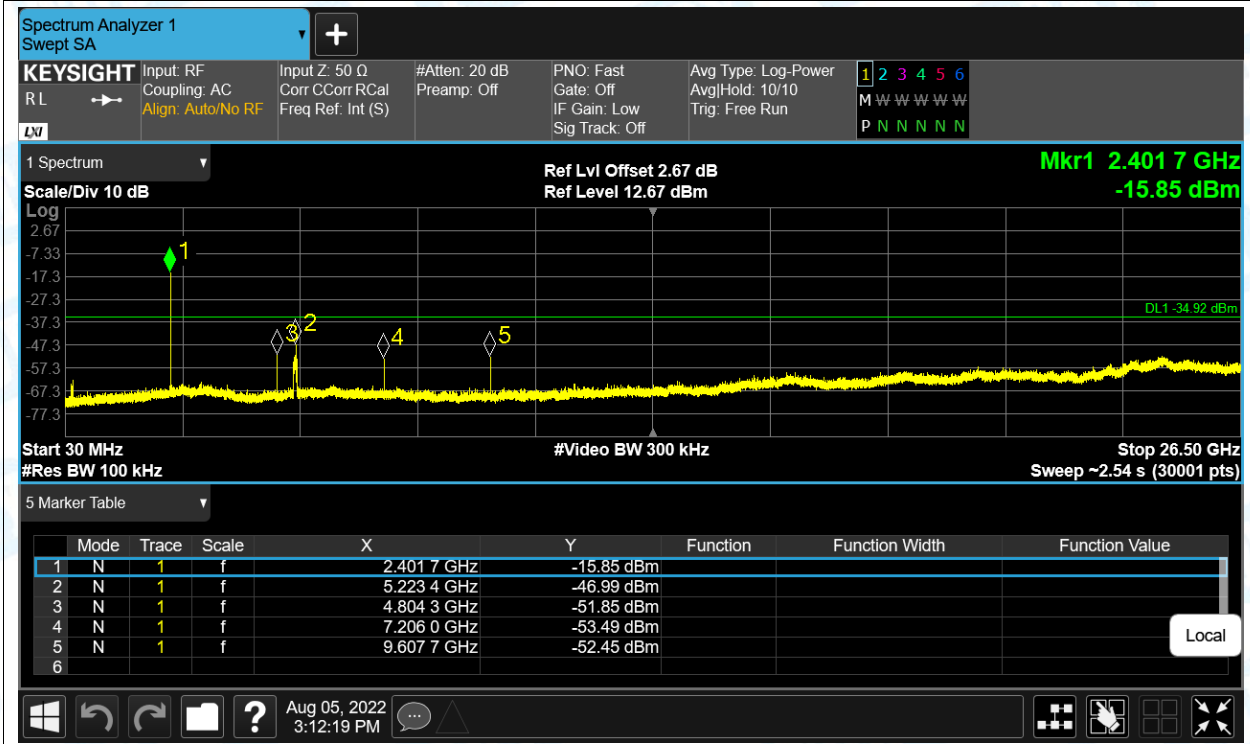 Spectrum Analyzer 1
Swept SA
+
KEYSIGHT Input: RF Input Z: 50 Ω #Atten: 20 dB PNO: Fast Avg Type: Log-Power 1 2 3 4 5 6
R L Coupling: AC Corr CCorr RCal Preamp: Off Gate: Off Avg|Hold: 10/10 M W W W W W W
Align: Auto/No RF Freq Ref: Int (S) IF Gain: Low Trig: Free Run
LXI Sig Track: Off P N N N N N N
1 Spectrum
Ref Lvl Offset 2.67 dB Mkr1 2.401 7 GHz
Scale/Div 10 dB Ref Level 12.67 dBm -15.85 dBm
Log
2.67
-7.33
-17.3
-27.3
-37.3
-47.3
-57.3
-67.3
-77.3
1
DL1 -34.92 dBm
3 2 4 5
Start 30 MHz #Video BW 300 kHz Stop 26.50 GHz
#Res BW 100 kHz Sweep ~2.54 s (30001 pts)
5 Marker Table
Mode Trace Scale X Y Function Function Width Function Value
1 N 1 f 2.401 7 GHz -15.85 dBm
2 N 1 f 5.223 4 GHz -46.99 dBm
3 N 1 f 4.804 3 GHz -51.85 dBm
4 N 1 f 7.206 0 GHz -53.49 dBm
5 N 1 f 9.607 7 GHz -52.45 dBm
6
Local
? Aug 05, 2022
3:12:19 PM